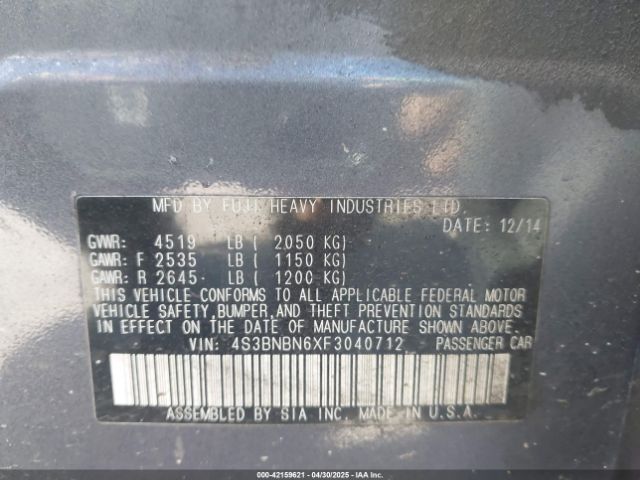 MFD BY FUJI HEAVY INDUSTRIES LTD.
DATE: 12/14
GVWR: 4519 LB ( 2050 KG)
GAWR: F 2535 LB ( 1150 KG)
GAWR: R 2645 LB ( 1200 KG)
THIS VEHICLE CONFORMS TO ALL APPLICABLE FEDERAL MOTOR
VEHICLE SAFETY, BUMPER, AND THEFT PREVENTION STANDARDS
IN EFFECT ON THE DATE OF MANUFACTURE SHOWN ABOVE.
VIN: 4S3BNBN6XF3040712 PASSENGER CAR
ASSEMBLED BY SIA INC. MADE IN U.S.A.
000-42159621 - 04/30/2025 - IAAI.COM